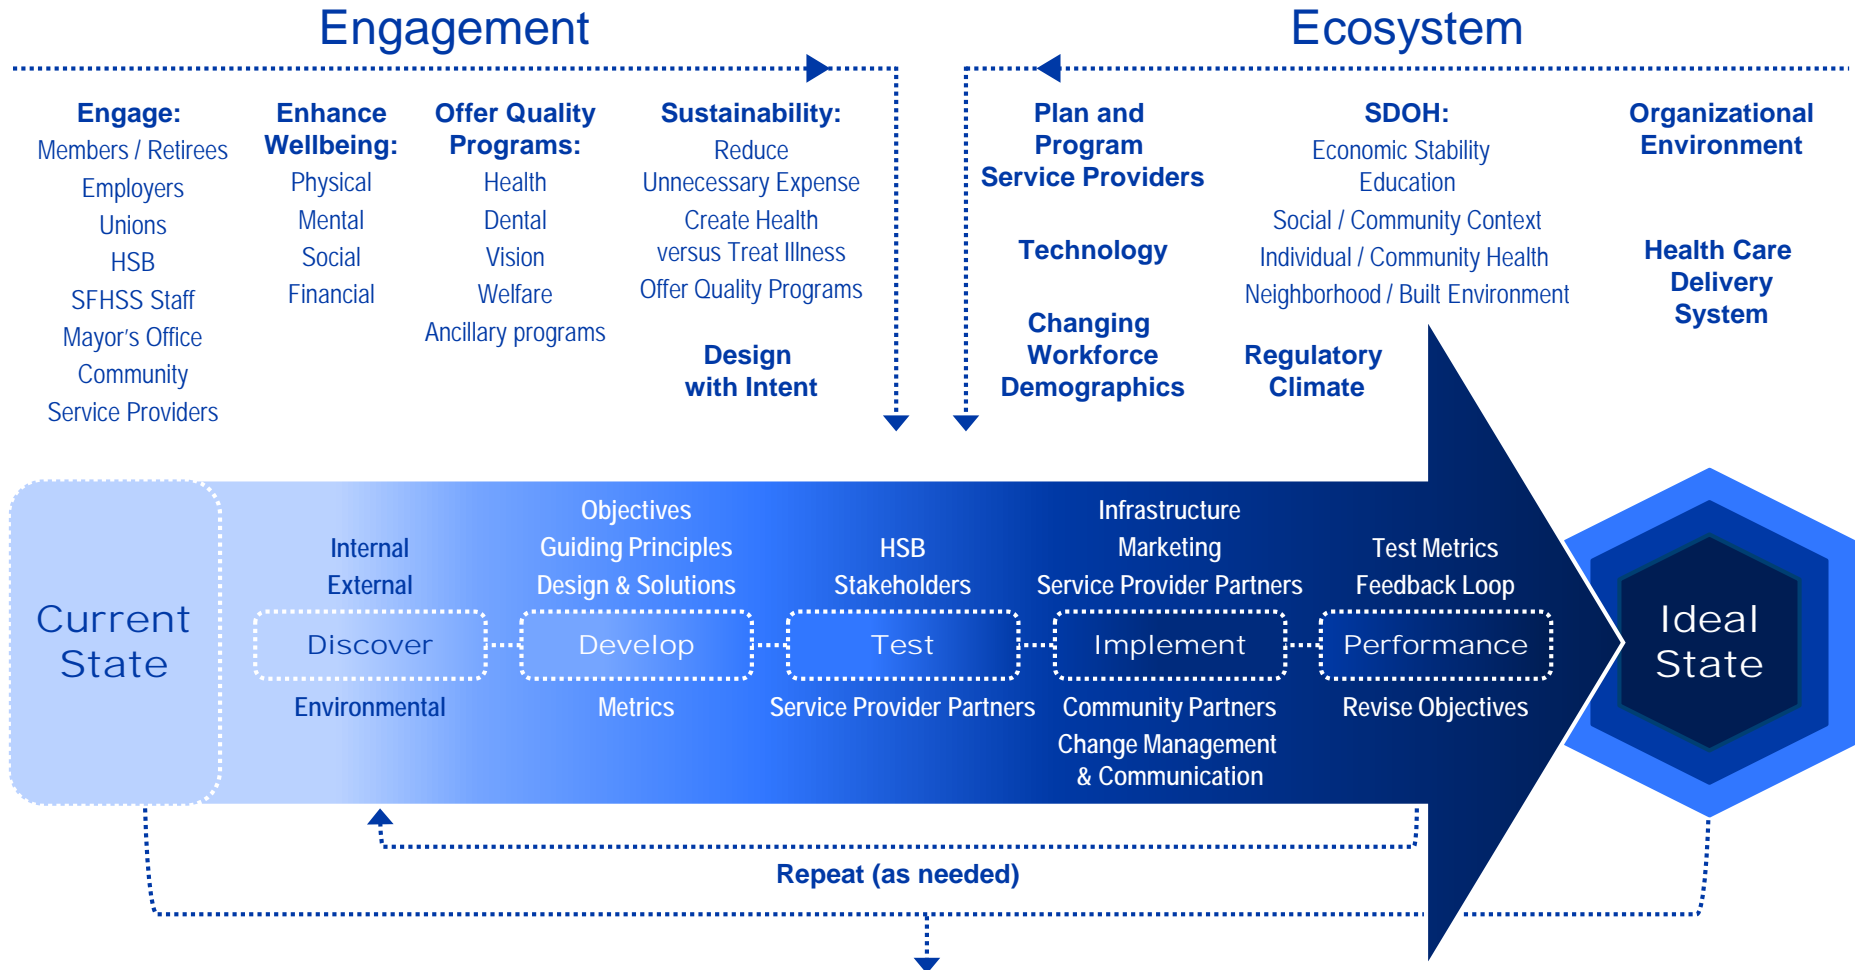 Engagement
Ecosystem
Engage:
Members / Retirees
Employers
Unions
HSB
SFHSS Staff
Mayor's Office
Community
Service Providers
Enhance
Wellbeing:
Physical
Mental
Social
Financial
Offer Quality
Programs:
Health
Dental
Vision
Welfare
Ancillary programs
Sustainability:
Reduce
Unnecessary Expense
Create Health
versus Treat Illness
Offer Quality Programs
Design
with Intent
Plan and
Program
Service Providers
Technology
Changing
Workforce
Demographics
SDOH:
Economic Stability
Education
Social / Community Context
Individual / Community Health
Neighborhood / Built Environment
Regulatory
Climate
Organizational
Environment
Health Care
Delivery
System
Current
State
Internal
External
Discover
Environmental
Objectives
Guiding Principles
Design & Solutions
Develop
Metrics
HSB
Stakeholders
Test
Service Provider Partners
Infrastructure
Marketing
Service Provider Partners
Implement
Community Partners
Change Management
& Communication
Test Metrics
Feedback Loop
Performance
Revise Objectives
Ideal
State
Repeat (as needed)